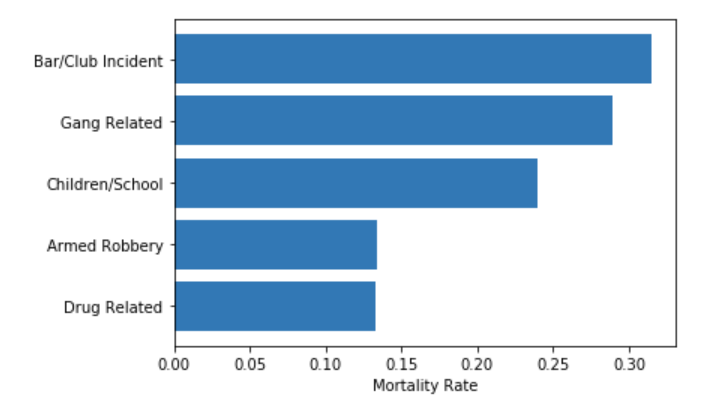 Bar/Club Incident
Gang Related
Children/School
Armed Robbery
Drug Related
0.00 0.05 0.10 0.15 0.20 0.25 0.30
Mortality Rate